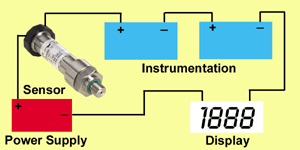 + − + −
Sensor
Instrumentation
+ −
1888
Power Supply
Display